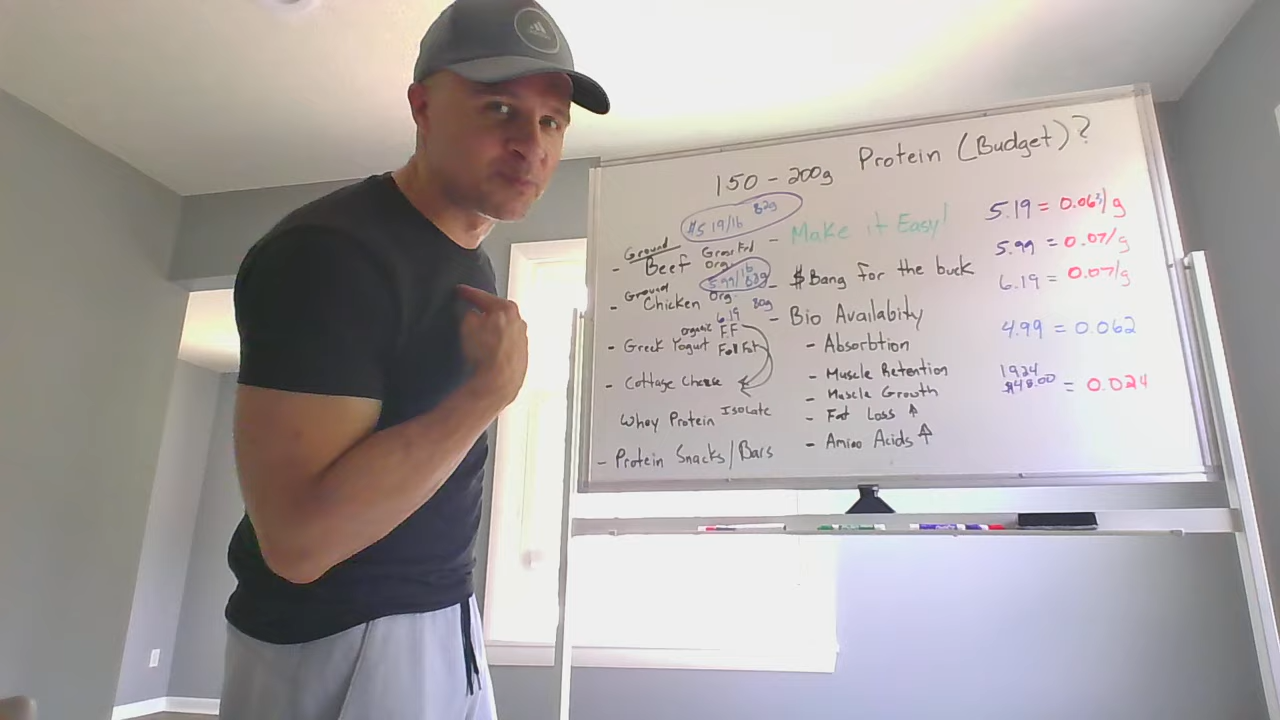 Protein (Budget)?
150 - 200g
$5.19/lb 82g
- Make it Easy!
Ground
- Beef
Grass Fed
Org.
$ Bang for the buck
5.99/lb 82g
Ground
- Chicken Org.
6.19 80g
- Bio Availabity
organic F.F
- Greek Yogurt Full Fat
- Absorbtion
- Cottage Cheese
- Muscle Retention
- Muscle Growth
Whey Protein Isolate
- Fat Loss ↑
- Protein Snacks/Bars
- Amino Acids ↑
5.19 = 0.063/g
5.99 = 0.07/g
6.19 = 0.07/g
4.99 = 0.062
1924
$48.00 = 0.024